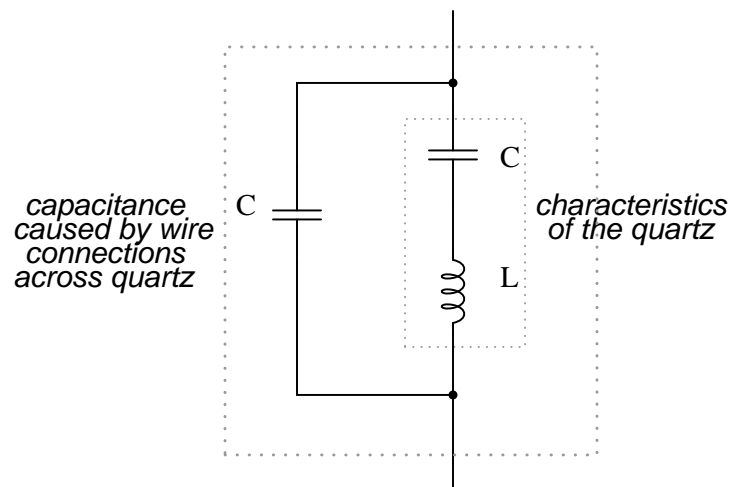 C
capacitance
caused by wire
connections
across quartz
C
characteristics
of the quartz
L